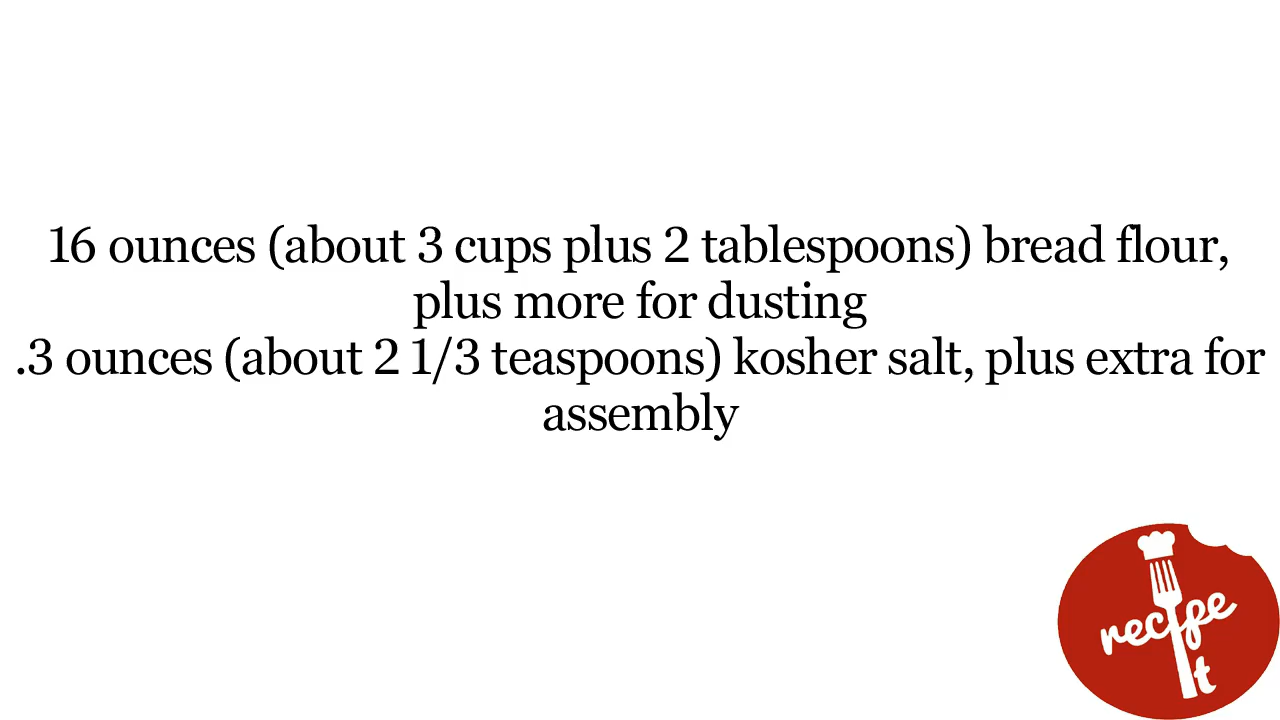 16 ounces (about 3 cups plus 2 tablespoons) bread flour,
plus more for dusting
.3 ounces (about 2 1/3 teaspoons) kosher salt, plus extra for
assembly
recipe
It